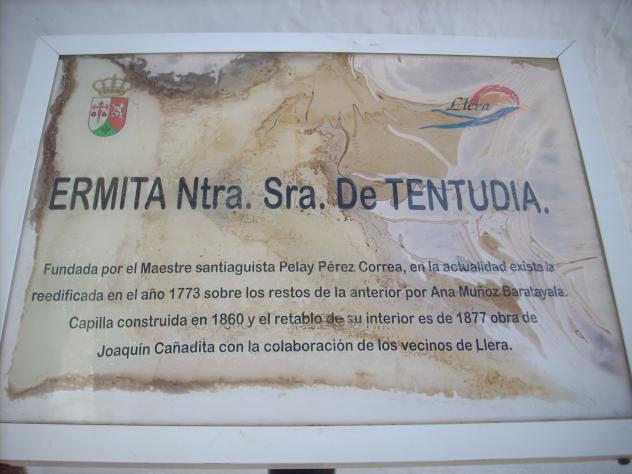 Llera
ERMITA Ntra. Sra. De TENTUDIA.
Fundada por el Maestre santiaguista Pelay Pérez Correa, en la actualidad existe la
reedificada en el año 1773 sobre los restos de la anterior por Ana Muñoz Baratayala.
Capilla construida en 1860 y el retablo de su interior es de 1877 obra de
Joaquín Cañadita con la colaboración de los vecinos de Llera.